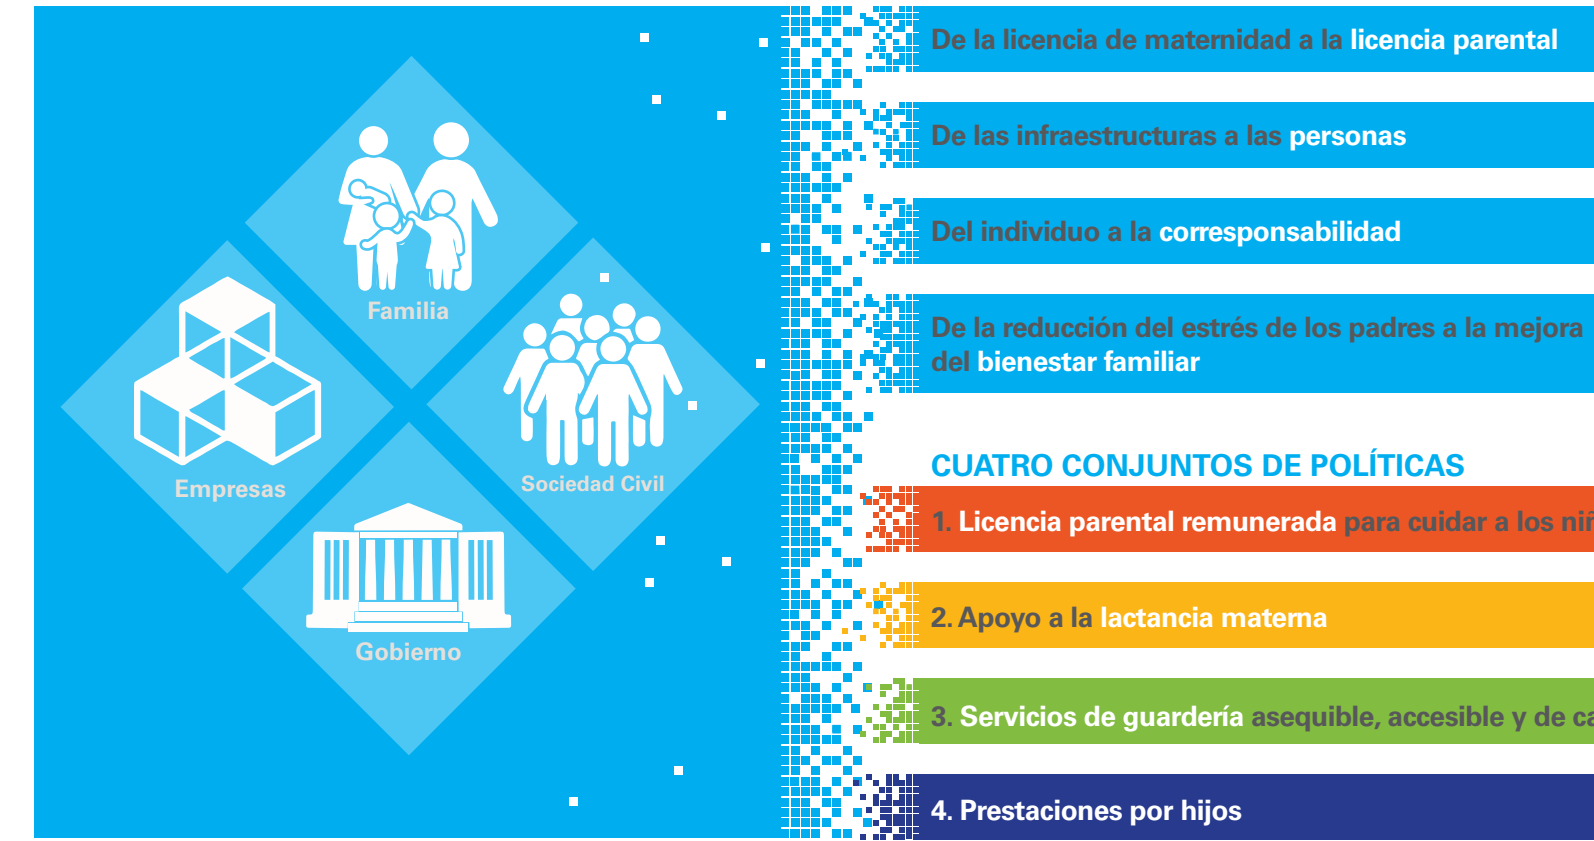 Familia
Empresas
Sociedad Civil
Gobierno
De la licencia de maternidad a la licencia parental
De las infraestructuras a las personas
Del individuo a la corresponsabilidad
De la reducción del estrés de los padres a la mejora
del bienestar familiar
CUATRO CONJUNTOS DE POLÍTICAS
1. Licencia parental remunerada para cuidar a los
2. Apoyo a la lactancia materna
3. Servicios de guardería asequible, accesible y de
4. Prestaciones por hijos